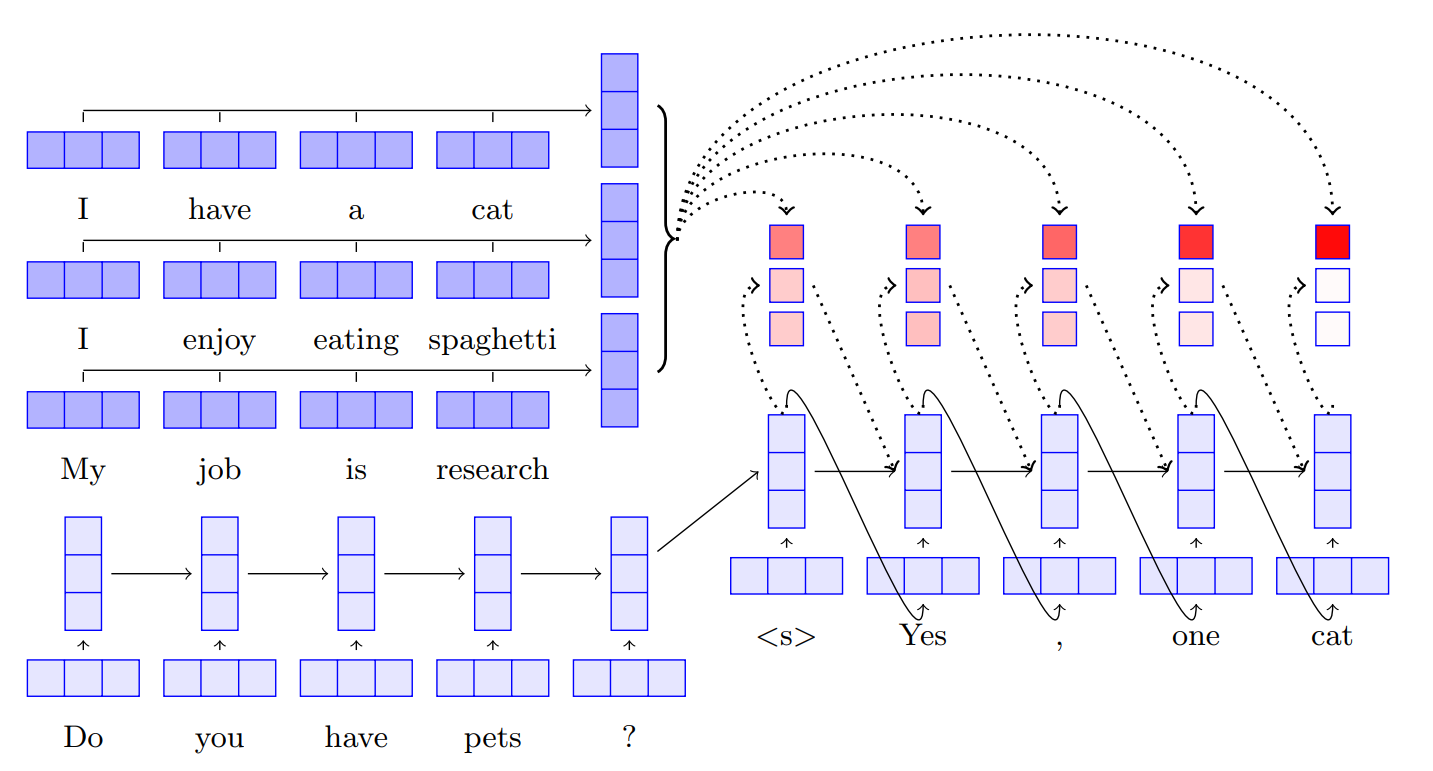 I have a cat
I enjoy eating spaghetti
My job is research
Do you have pets ?
<s> Yes , one cat